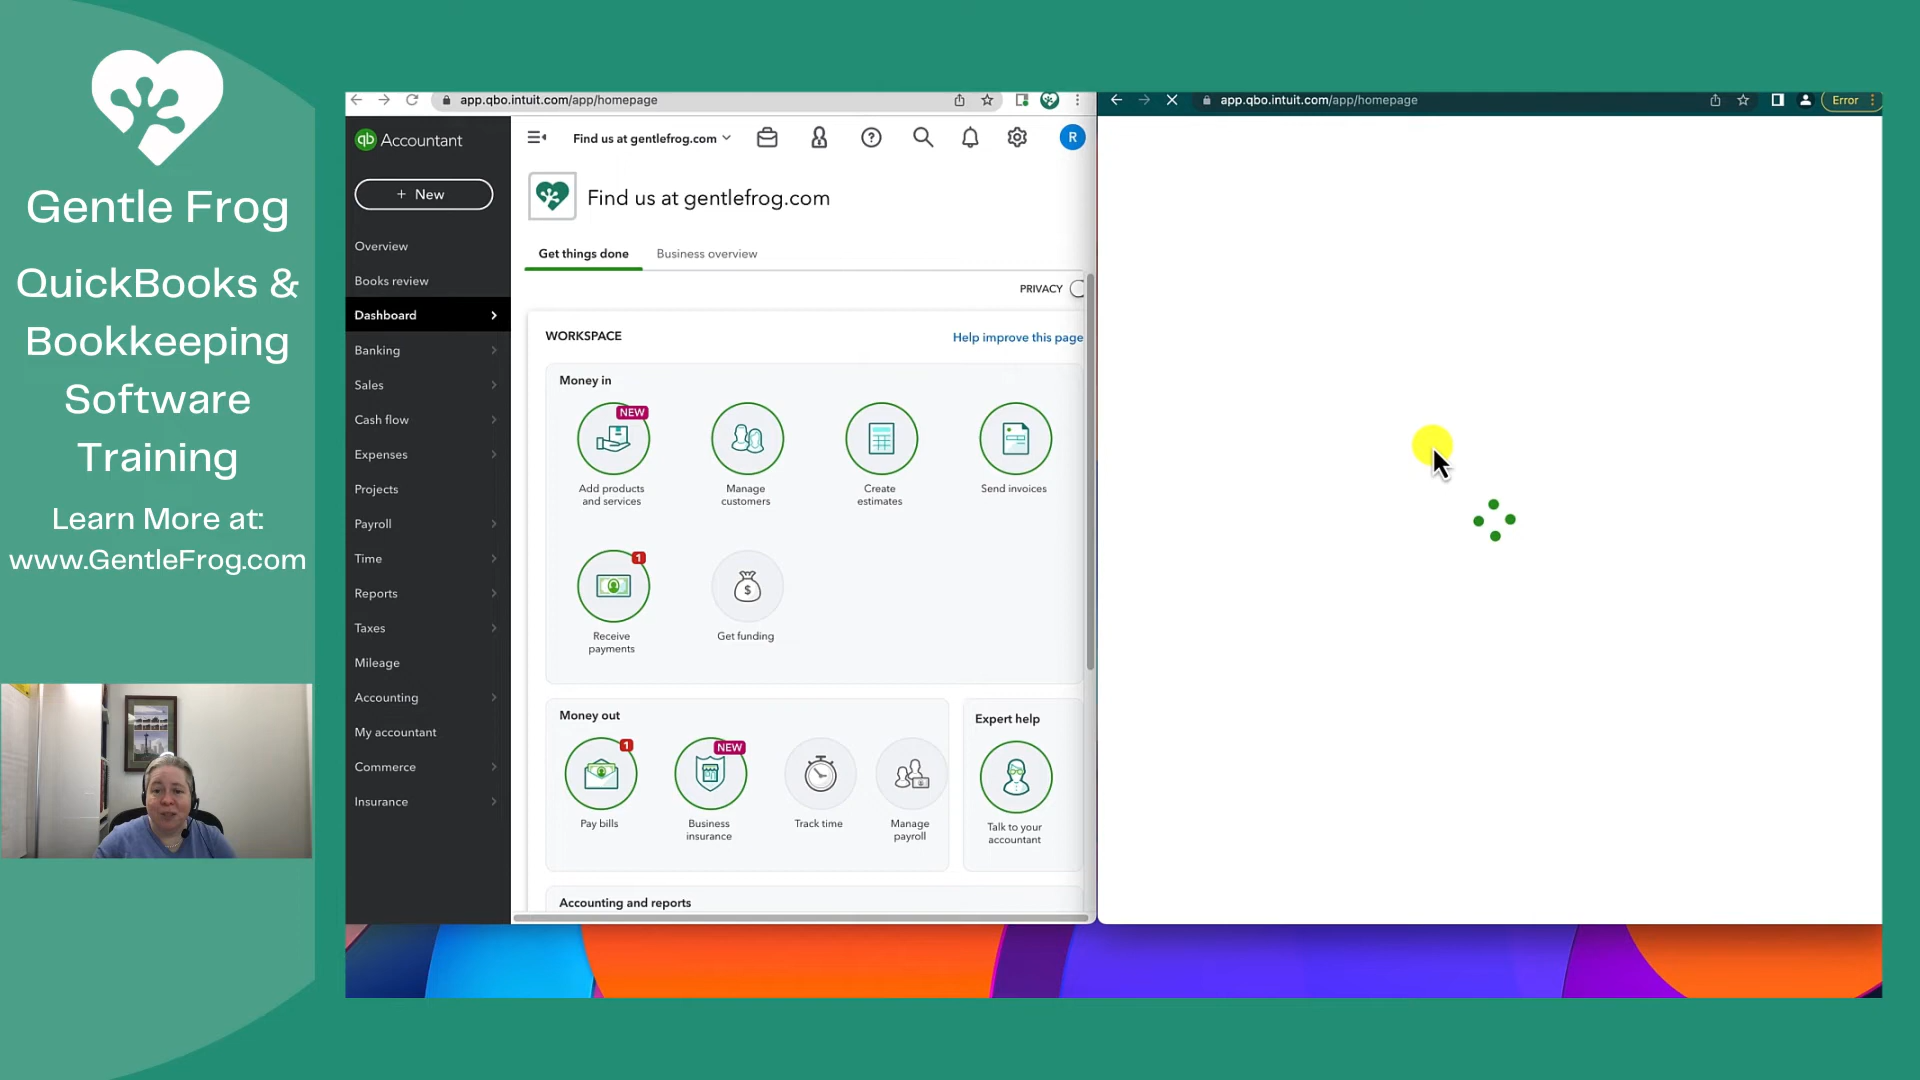 Gentle Frog
QuickBooks &
Bookkeeping
Software
Training
Learn More at:
www.GentleFrog.com
app.qbo.intuit.com/app/homepage
qb Accountant
+ New
Overview
Books review
Dashboard
Banking
Sales
Cash flow
Expenses
Projects
Payroll
Time
Reports
Taxes
Mileage
Accounting
My accountant
Commerce
Insurance
Find us at gentlefrog.com
R
Find us at gentlefrog.com
Get things done
Business overview
PRIVACY
WORKSPACE
Help improve this page
Money in
NEW
Add products
and services
Manage
customers
Create
estimates
Send invoices
1
Receive
payments
Get funding
Money out
1
Pay bills
NEW
Business
insurance
Track time
Manage
payroll
Expert help
Talk to your
accountant
Accounting and reports
app.qbo.intuit.com/app/homepage
Error